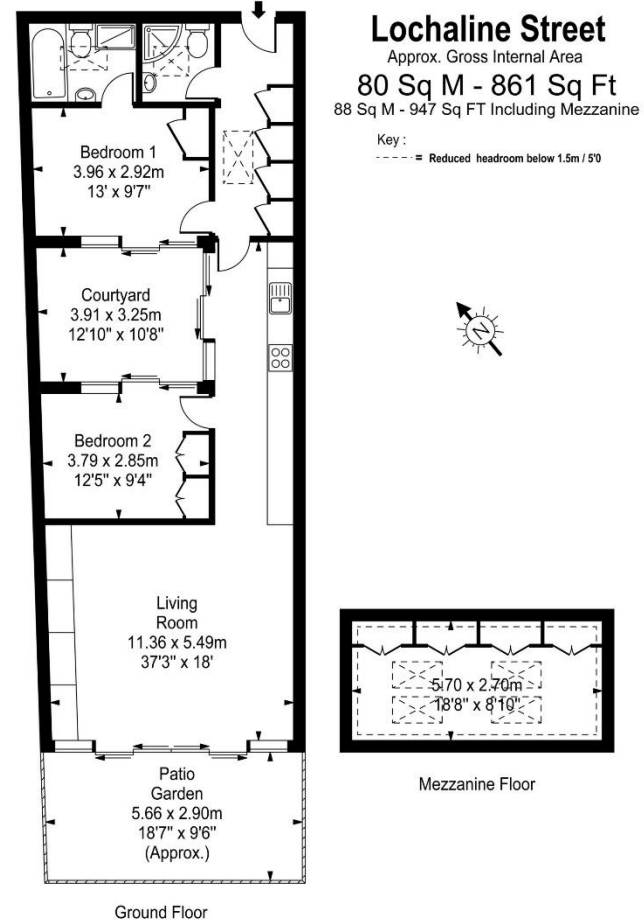 Lochaline Street
Approx. Gross Internal Area
80 Sq M - 861 Sq Ft
88 Sq M - 947 Sq FT Including Mezzanine
Key :
= Reduced headroom below 1.5m / 5'0
Bedroom 1
3.96 x 2.92m
13' x 9'7"
Courtyard
3.91 x 3.25m
12'10" x 10'8"
N
Bedroom 2
3.79 x 2.85m
12'5" x 9'4"
Living
Room
11.36 x 5.49m
37'3" x 18'
5.70 x 2.70m
18'8" x 8'10"
Mezzanine Floor
Patio
Garden
5.66 x 2.90m
18'7" x 9'6"
(Approx.)
Ground Floor